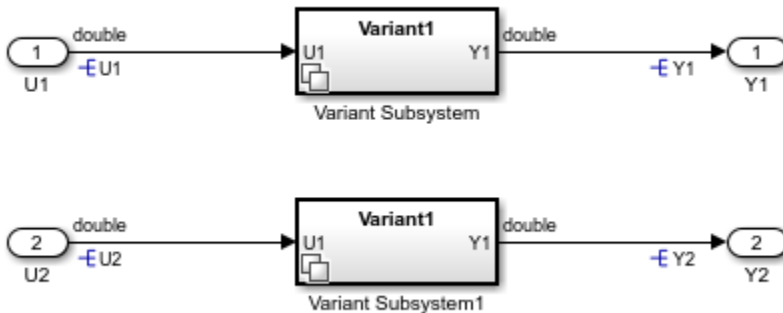 double Variant1 double
1 U1 Y1 1
U1 Y1
U1 Y1
Variant Subsystem
double Variant1 double
2 U1 Y1 2
U2 Y2
U2 Y2
Variant Subsystem1